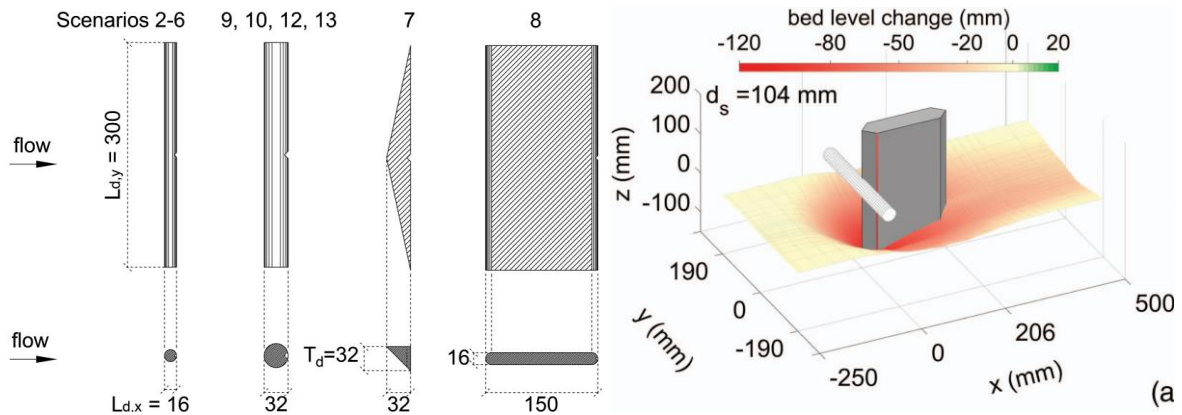 Scenarios 2-6
9, 10, 12, 13
7
8
flow
L_d,y = 300
flow
T_d=32
16
L_d,x = 16
32
32
150
bed level change (mm)
-120
-80
-50
-20
0
20
d_s =104 mm
z (mm)
200
100
0
-100
y (mm)
190
0
-190
x (mm)
-250
0
206
500
(a